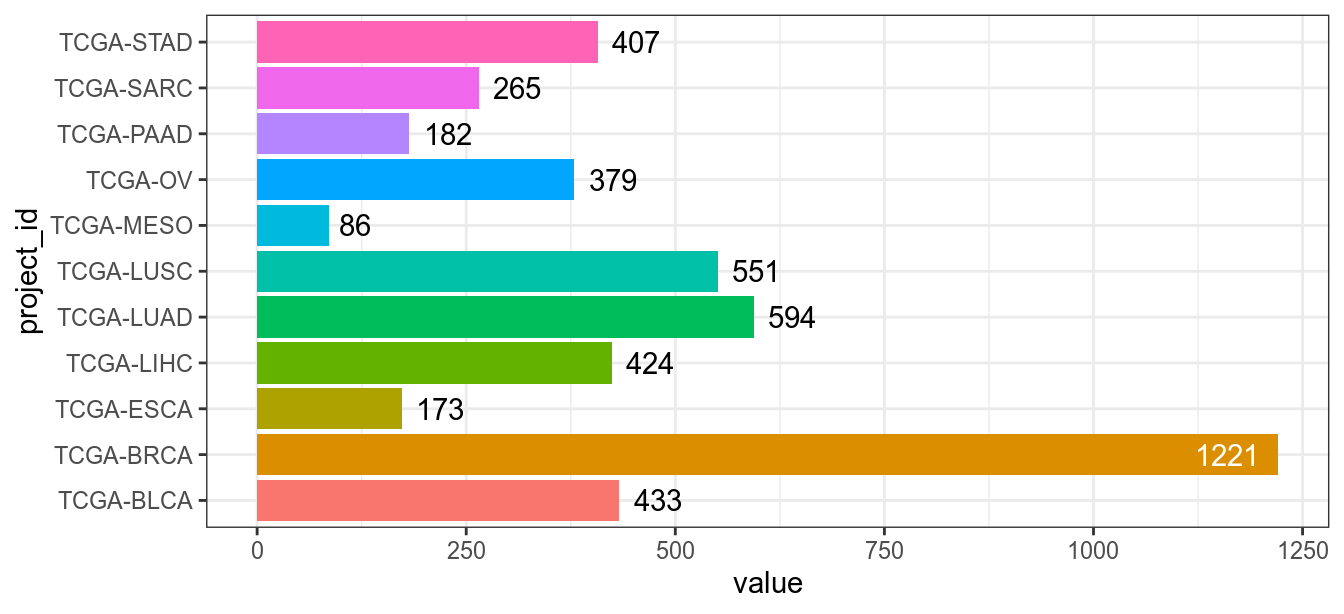 TCGA-STAD 407
TCGA-SARC 265
TCGA-PAAD 182
TCGA-OV 379
TCGA-MESO 86
TCGA-LUSC 551
TCGA-LUAD 594
TCGA-LIHC 424
TCGA-ESCA 173
TCGA-BRCA 1221
TCGA-BLCA 433
project_id
0 250 500 750 1000 1250
value